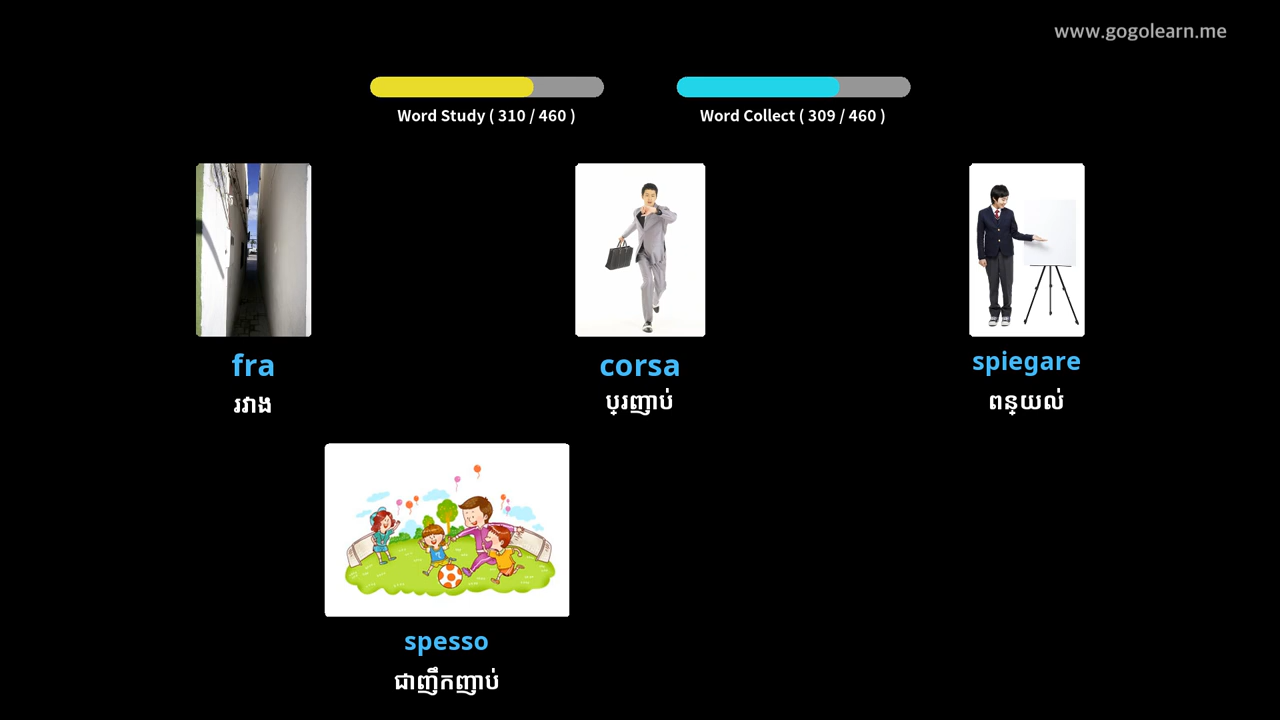 www.gogolearn.me
Word Study ( 310 / 460 )
Word Collect ( 309 / 460 )
fra
corsa
spiegare
រវាង
ប្រញាប់
ពន្យល់
spesso
ជាញឹកញាប់